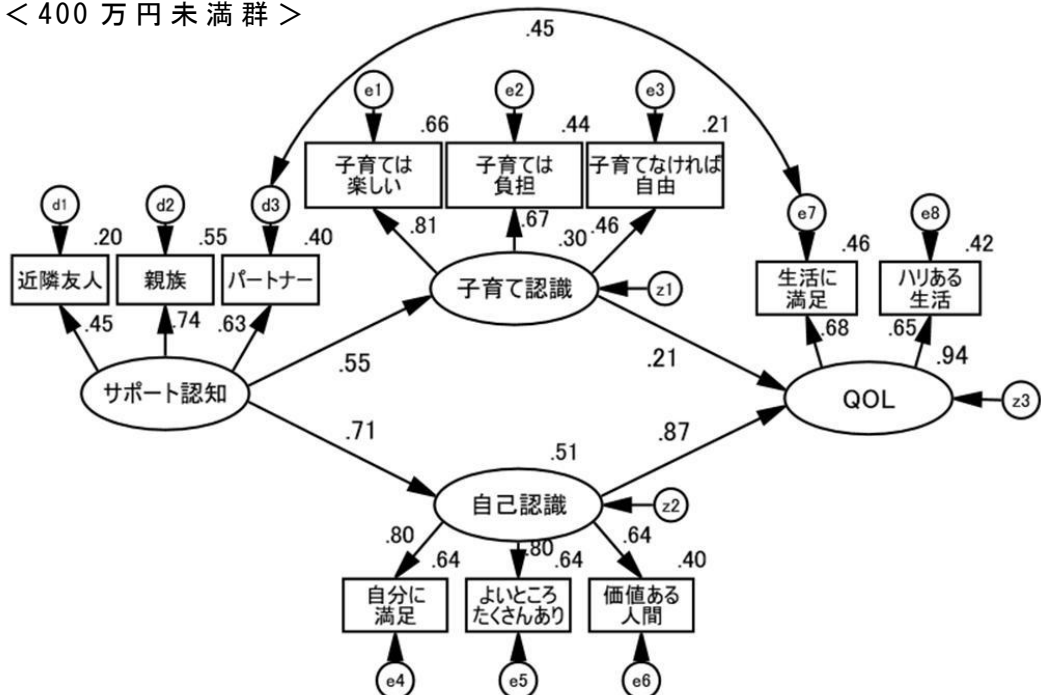 ＜400万円未満群＞
.45
e1
e2
e3
.66
.44
.21
子育ては
楽しい
子育ては
負担
子育てなければ
自由
d1
d2
d3
e7
e8
.20
.55
.40
.81
.67
.30
.46
.46
.42
近隣友人
親族
パートナー
子育て認識
z1
生活に
満足
ハリある
生活
.45
.74
.63
.68
.65
.94
.55
.21
サポート認知
QOL
z3
.71
.87
.51
自己認識
z2
.80
.64
.80
.64
.64
.40
自分に
満足
よいところ
たくさんあり
価値ある
人間
e4
e5
e6